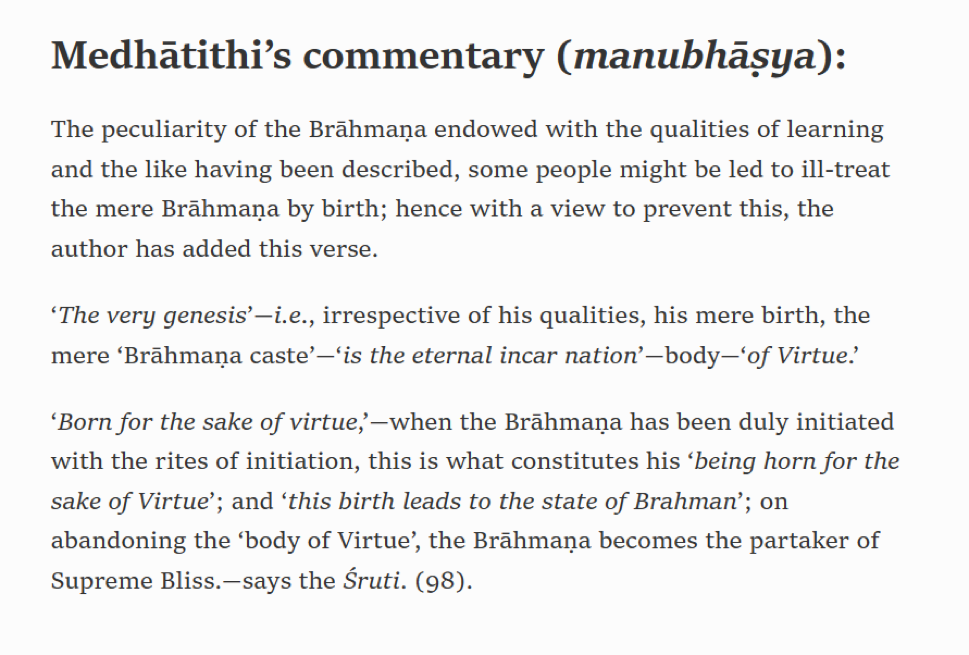 Medhātithi’s commentary (manubhāṣya):
The peculiarity of the Brāhmaṇa endowed with the qualities of learning
and the like having been described, some people might be led to ill-treat
the mere Brāhmaṇa by birth; hence with a view to prevent this, the
author has added this verse.
‘The very genesis’—i.e., irrespective of his qualities, his mere birth, the
mere ‘Brāhmaṇa caste’—‘is the eternal incar nation’—body—‘of Virtue.’
‘Born for the sake of virtue,’—when the Brāhmaṇa has been duly initiated
with the rites of initiation, this is what constitutes his ‘being horn for the
sake of Virtue’; and ‘this birth leads to the state of Brahman’; on
abandoning the ‘body of Virtue’, the Brāhmaṇa becomes the partaker of
Supreme Bliss.—says the Śruti. (98).